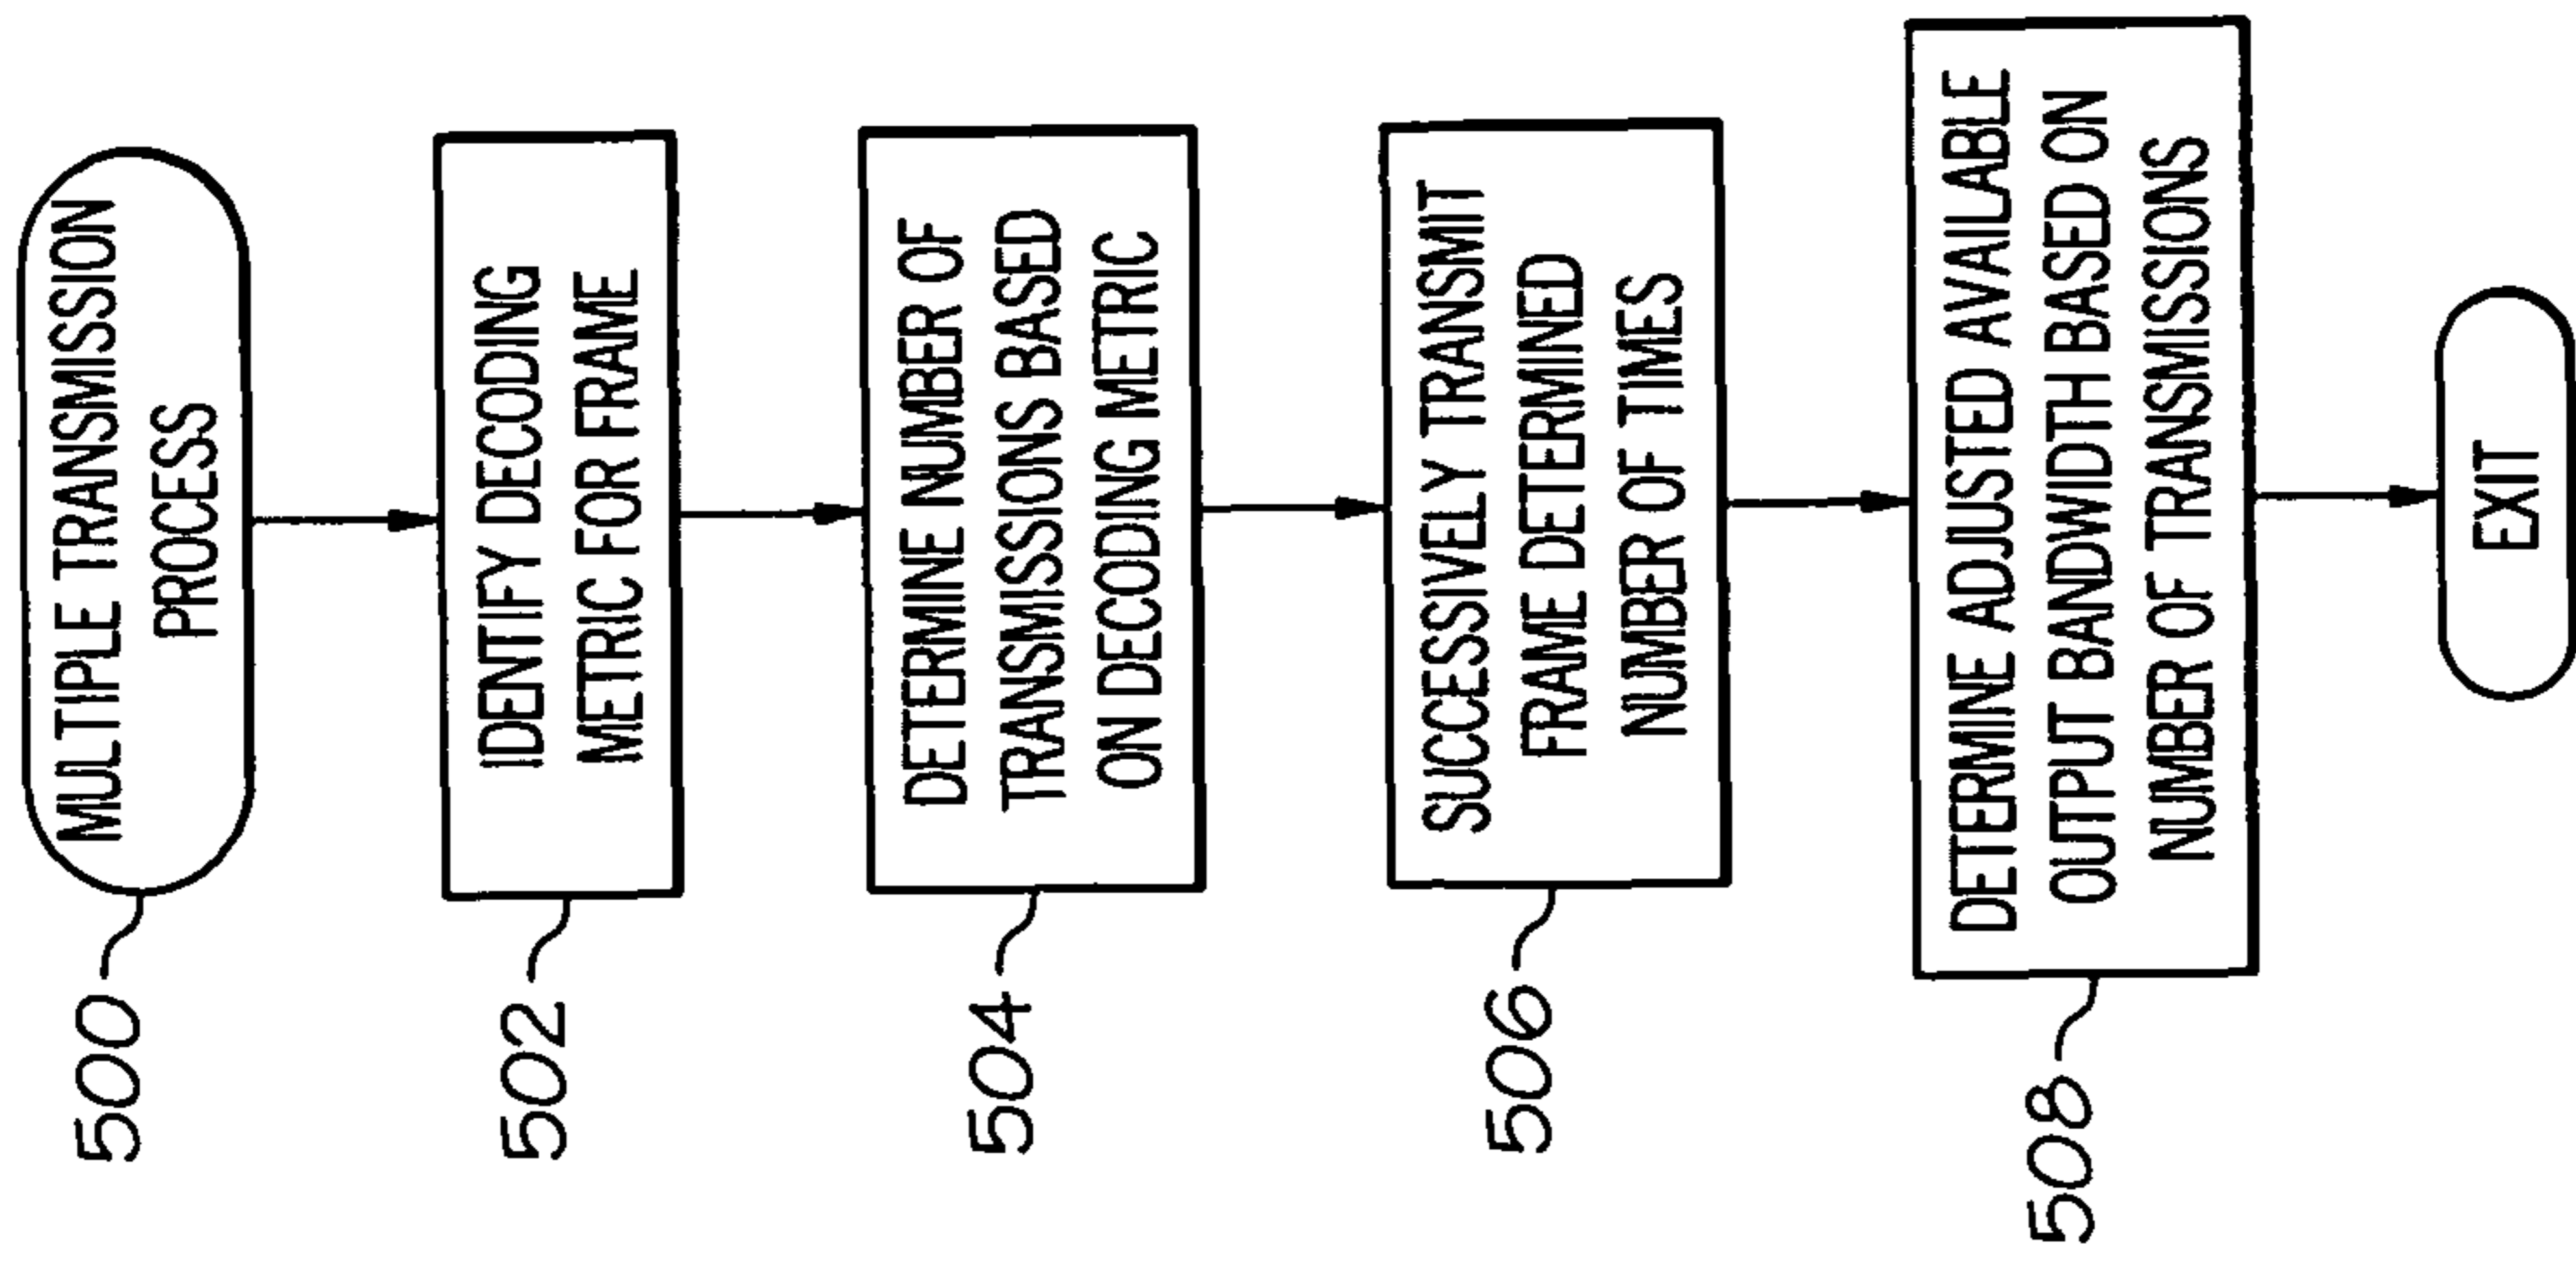 500
MULTIPLE TRANSMISSION
PROCESS
502
IDENTIFY DECODING
METRIC FOR FRAME
504
DETERMINE NUMBER OF
TRANSMISSIONS BASED
ON DECODING METRIC
506
SUCCESSIVELY TRANSMIT
FRAME DETERMINED
NUMBER OF TIMES
508
DETERMINE ADJUSTED AVAILABLE
OUTPUT BANDWIDTH BASED ON
NUMBER OF TRANSMISSIONS
EXIT